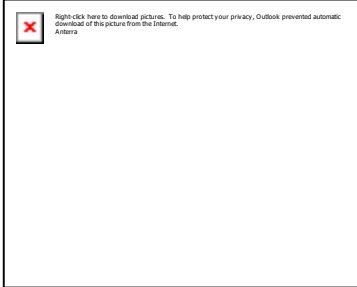 Right-click here to download pictures. To help protect your privacy, Outlook prevented automatic
download of this picture from the Internet.
Anterra